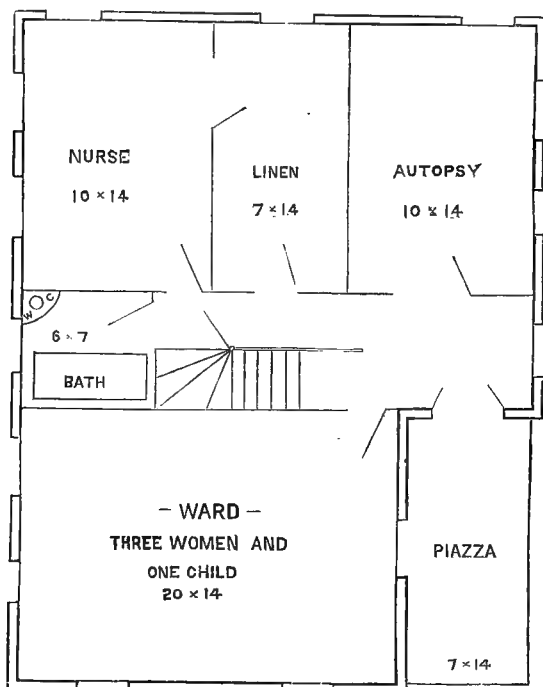 NURSE
10 × 14
LINEN
7 × 14
AUTOPSY
10 × 14
W C
6 × 7
BATH
– WARD –
THREE WOMEN AND
ONE CHILD
20 × 14
PIAZZA
7 × 14